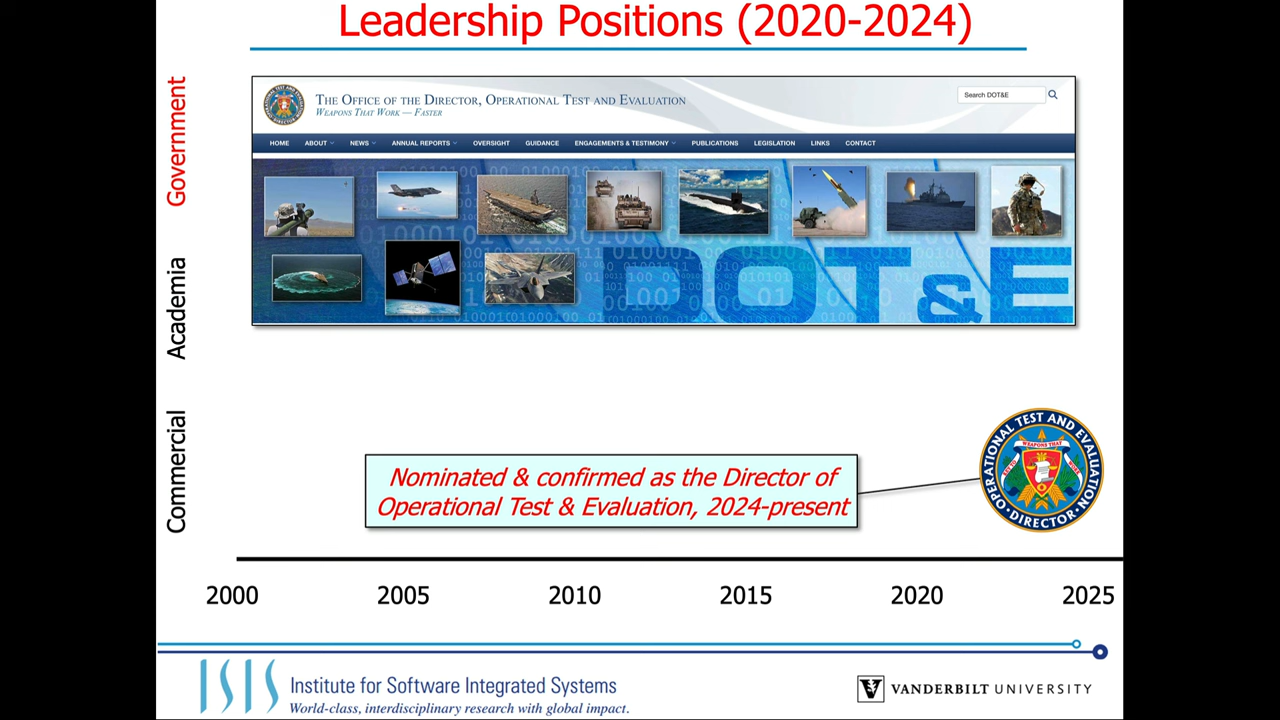 Leadership Positions (2020-2024)
Government
Academia
Commercial
THE OFFICE OF THE DIRECTOR, OPERATIONAL TEST AND EVALUATION
WEAPONS THAT WORK — FASTER
Search DOT&E
HOME ABOUT NEWS ANNUAL REPORTS OVERSIGHT GUIDANCE ENGAGEMENTS & TESTIMONY PUBLICATIONS LEGISLATION LINKS CONTACT
DOT&E
Nominated & confirmed as the Director of
Operational Test & Evaluation, 2024-present
OPERATIONAL TEST AND EVALUATION
WEAPONS THAT
DIRECTOR
2000 2005 2010 2015 2020 2025
ISIS Institute for Software Integrated Systems
World-class, interdisciplinary research with global impact.
V VANDERBILT UNIVERSITY